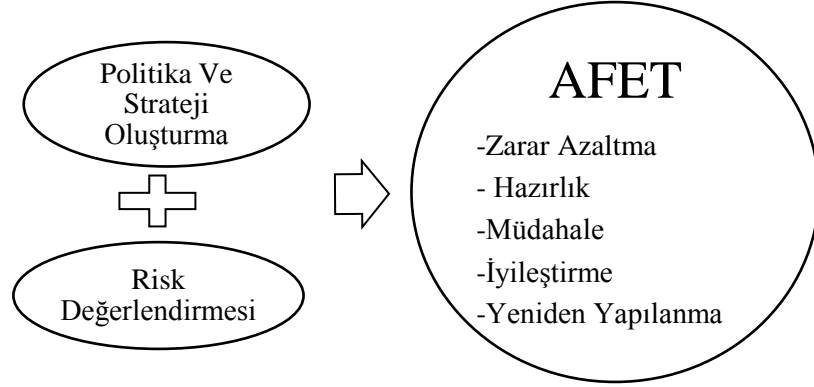 Politika Ve
Strateji
Oluşturma
Risk
Değerlendirmesi
AFET
-Zarar Azaltma
- Hazırlık
-Müdahale
-İyileştirme
-Yeniden Yapılanma